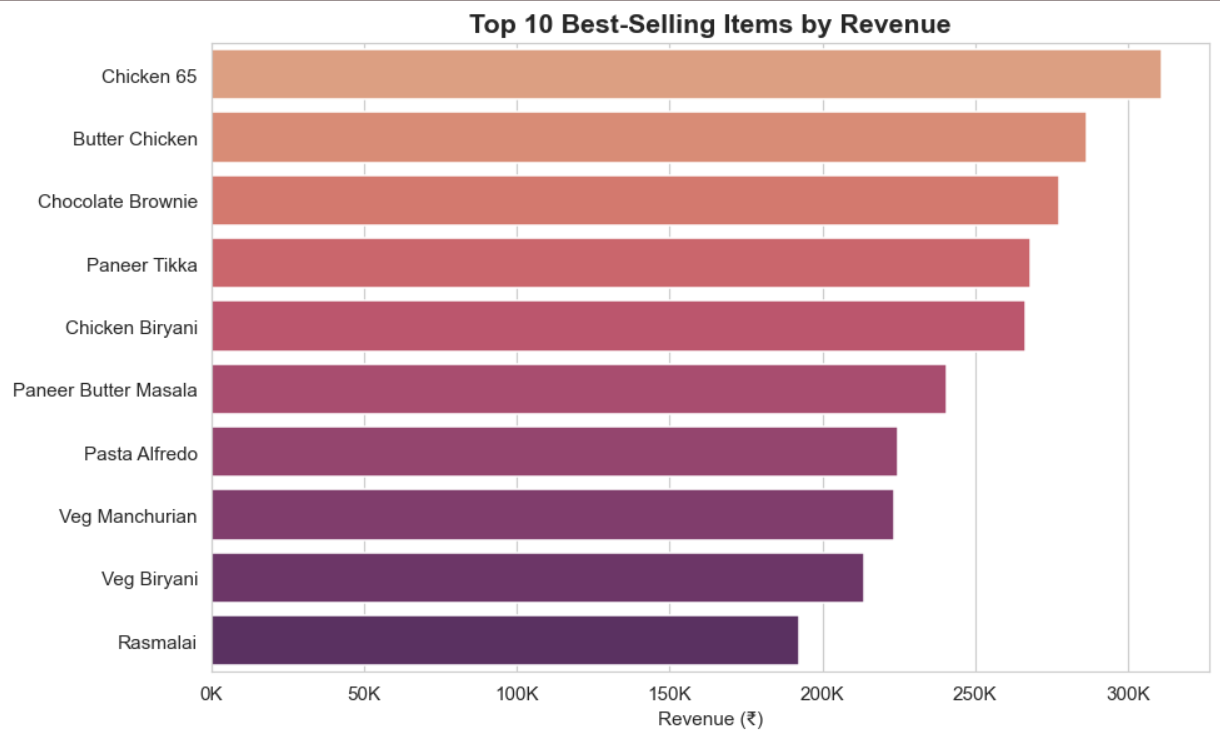 Top 10 Best-Selling Items by Revenue
Chicken 65
Butter Chicken
Chocolate Brownie
Paneer Tikka
Chicken Biryani
Paneer Butter Masala
Pasta Alfredo
Veg Manchurian
Veg Biryani
Rasmalai
0K 50K 100K 150K 200K 250K 300K
Revenue (₹)